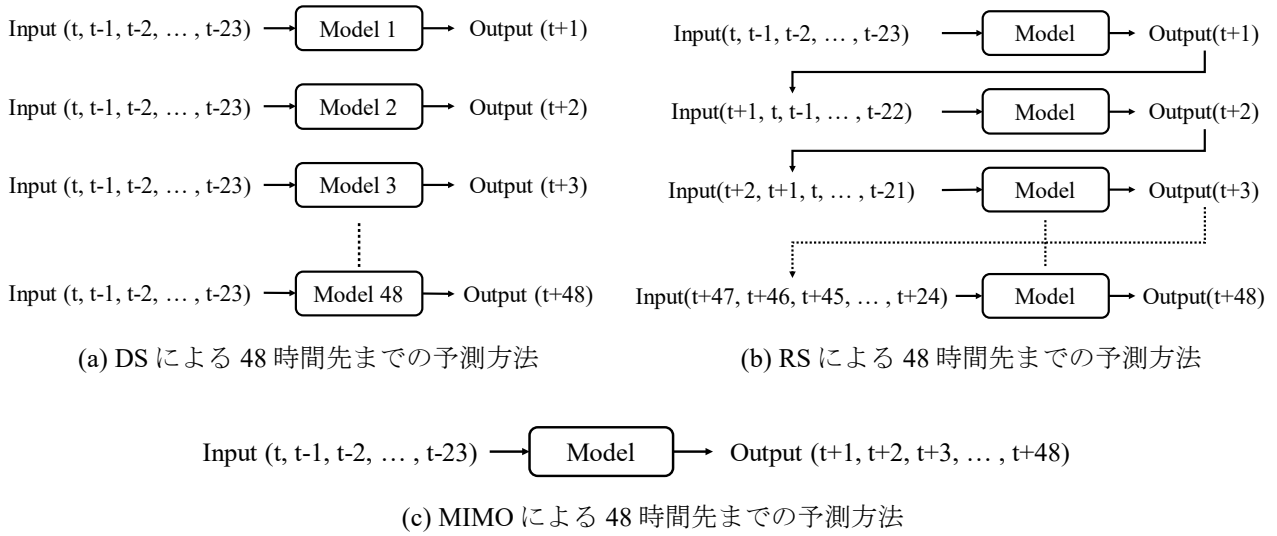 Input (t, t-1, t-2, … , t-23) Model 1 Output (t+1)
Input (t, t-1, t-2, … , t-23) Model 2 Output (t+2)
Input (t, t-1, t-2, … , t-23) Model 3 Output (t+3)
Input (t, t-1, t-2, … , t-23) Model 48 Output (t+48)
(a) DS による 48 時間先までの予測方法
Input(t, t-1, t-2, … , t-23) Model Output(t+1)
Input(t+1, t, t-1, … , t-22) Model Output(t+2)
Input(t+2, t+1, t, … , t-21) Model Output(t+3)
Input(t+47, t+46, t+45, … , t+24) Model Output(t+48)
(b) RS による 48 時間先までの予測方法
Input (t, t-1, t-2, … , t-23) Model Output (t+1, t+2, t+3, … , t+48)
(c) MIMO による 48 時間先までの予測方法